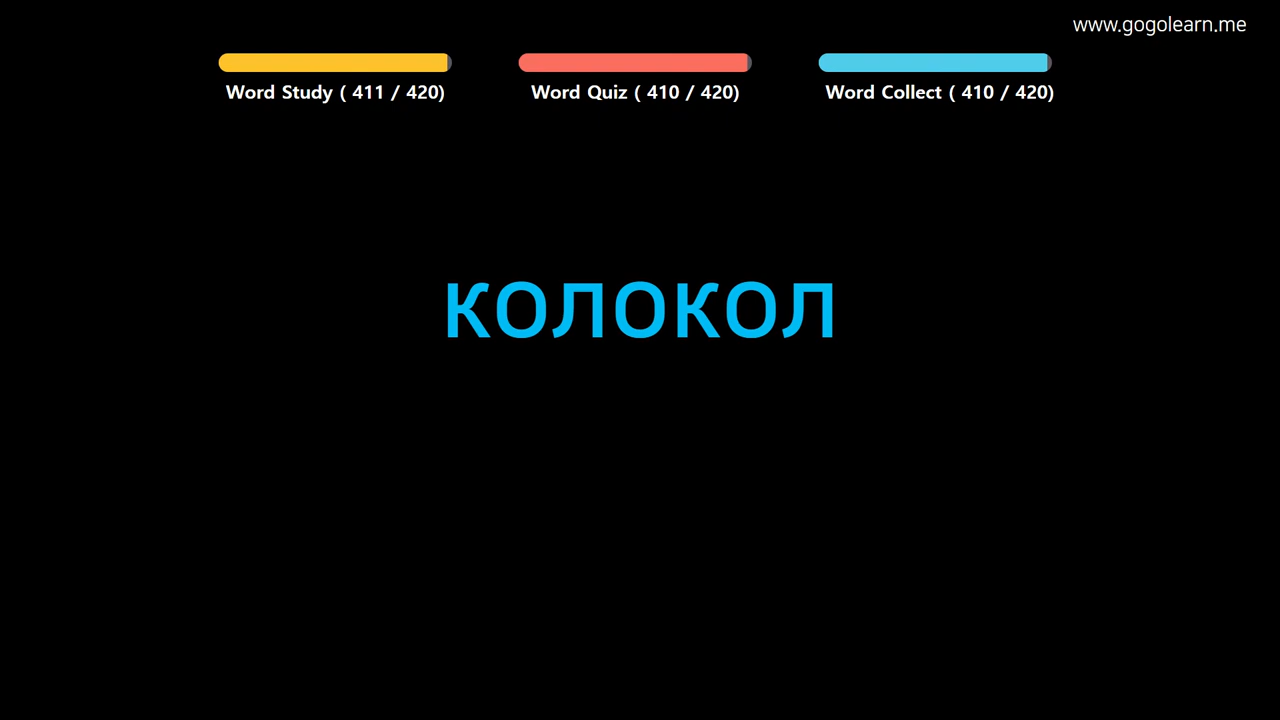 www.gogolearn.me
Word Study ( 411 / 420)
Word Quiz ( 410 / 420)
Word Collect ( 410 / 420)
колокол